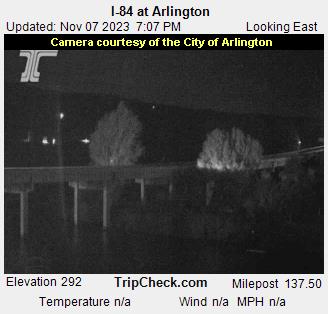 I-84 at Arlington
Updated: Nov 07 2023 7:07 PM Looking East
Camera courtesy of the City of Arlington
Elevation 292 TripCheck.com Milepost 137.50
Temperature n/a Wind n/a MPH n/a